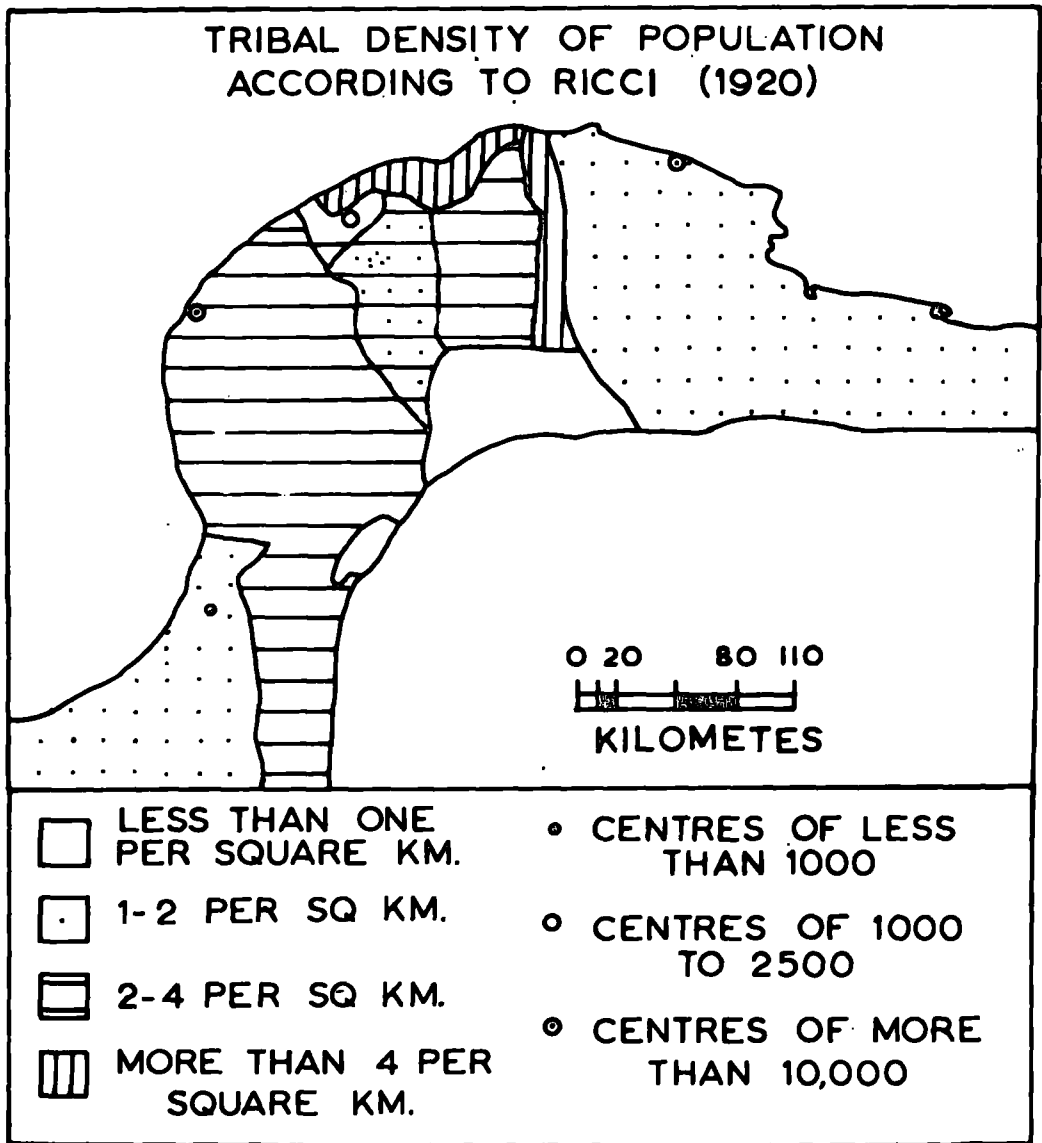 TRIBAL DENSITY OF POPULATION
ACCORDING TO RICCI (1920)
0 20 80 110
KILOMETES
LESS THAN ONE
PER SQUARE KM.
1-2 PER SQ KM.
2-4 PER SQ KM.
MORE THAN 4 PER
SQUARE KM.
CENTRES OF LESS
THAN 1000
CENTRES OF 1000
TO 2500
CENTRES OF MORE
THAN 10,000